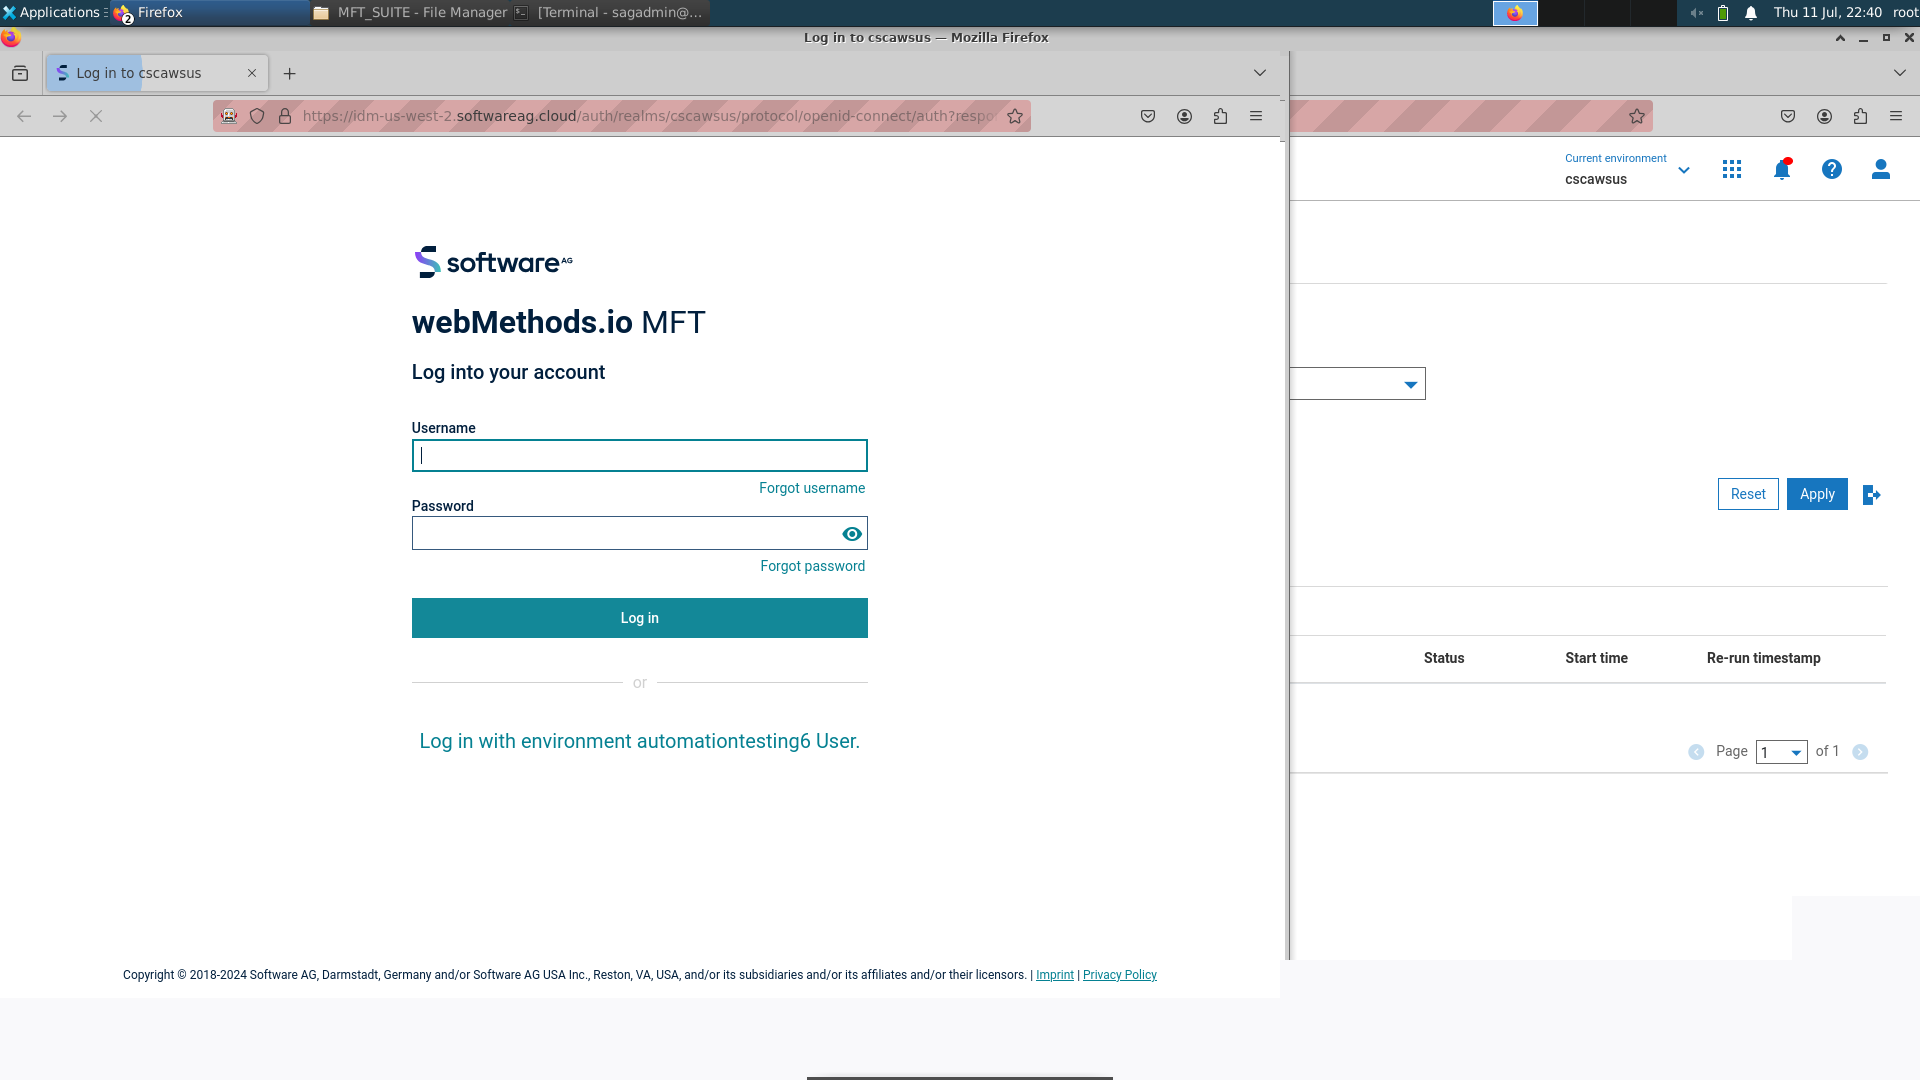 Applications
Firefox
2
MFT_SUITE - File Manager
[Terminal - sagadmin@...
Thu 11 Jul, 22:40
root
Log in to cscawsus — Mozilla Firefox
Log in to cscawsus
https://idm-us-west-2.softwareag.cloud/auth/realms/cscawsus/protocol/openid-connect/auth?respo
Current environment
cscawsus
software AG
webMethods.io MFT
Log into your account
Username
Forgot username
Password
Forgot password
Log in
or
Log in with environment automationtesting6 User.
Reset
Apply
Status
Start time
Re-run timestamp
Page
1
of 1
Copyright © 2018-2024 Software AG, Darmstadt, Germany and/or Software AG USA Inc., Reston, VA, USA, and/or its subsidiaries and/or its affiliates and/or their licensors. | Imprint | Privacy Policy